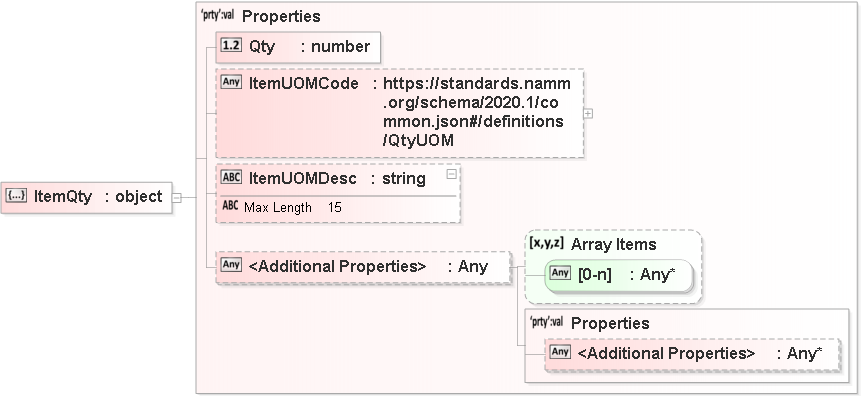 'prty':val Properties
1.2 Qty : number
Any ItemUOMCode : https://standards.namm
.org/schema/2020.1/co
mmon.json#/definitions
/QtyUOM
{...} ItemQty : object
ABC ItemUOMDesc : string
ABC Max Length 15
Any <Additional Properties> : Any
[x,y,z] Array Items
Any [0-n] : Any*
'prty':val Properties
Any <Additional Properties> : Any*